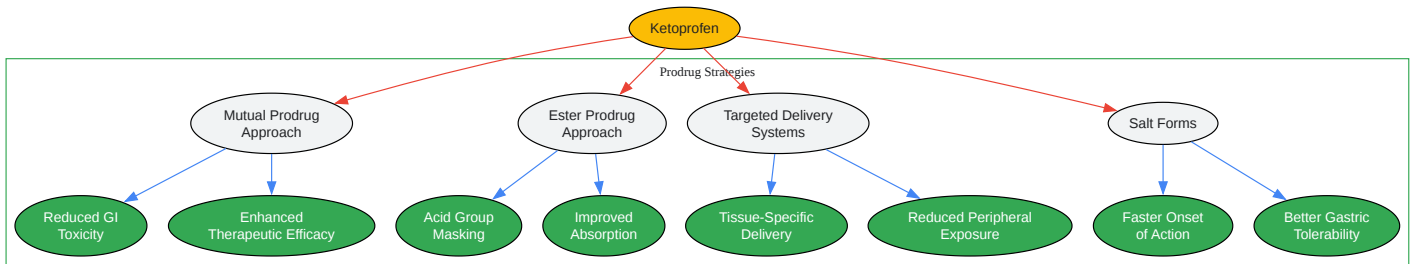 Ketoprofen
Prodrug Strategies
Mutual Prodrug
Approach
Ester Prodrug
Approach
Targeted Delivery
Systems
Salt Forms
Reduced GI
Toxicity
Enhanced
Therapeutic Efficacy
Acid Group
Masking
Improved
Absorption
Tissue-Specific
Delivery
Reduced Peripheral
Exposure
Faster Onset
of Action
Better Gastric
Tolerability